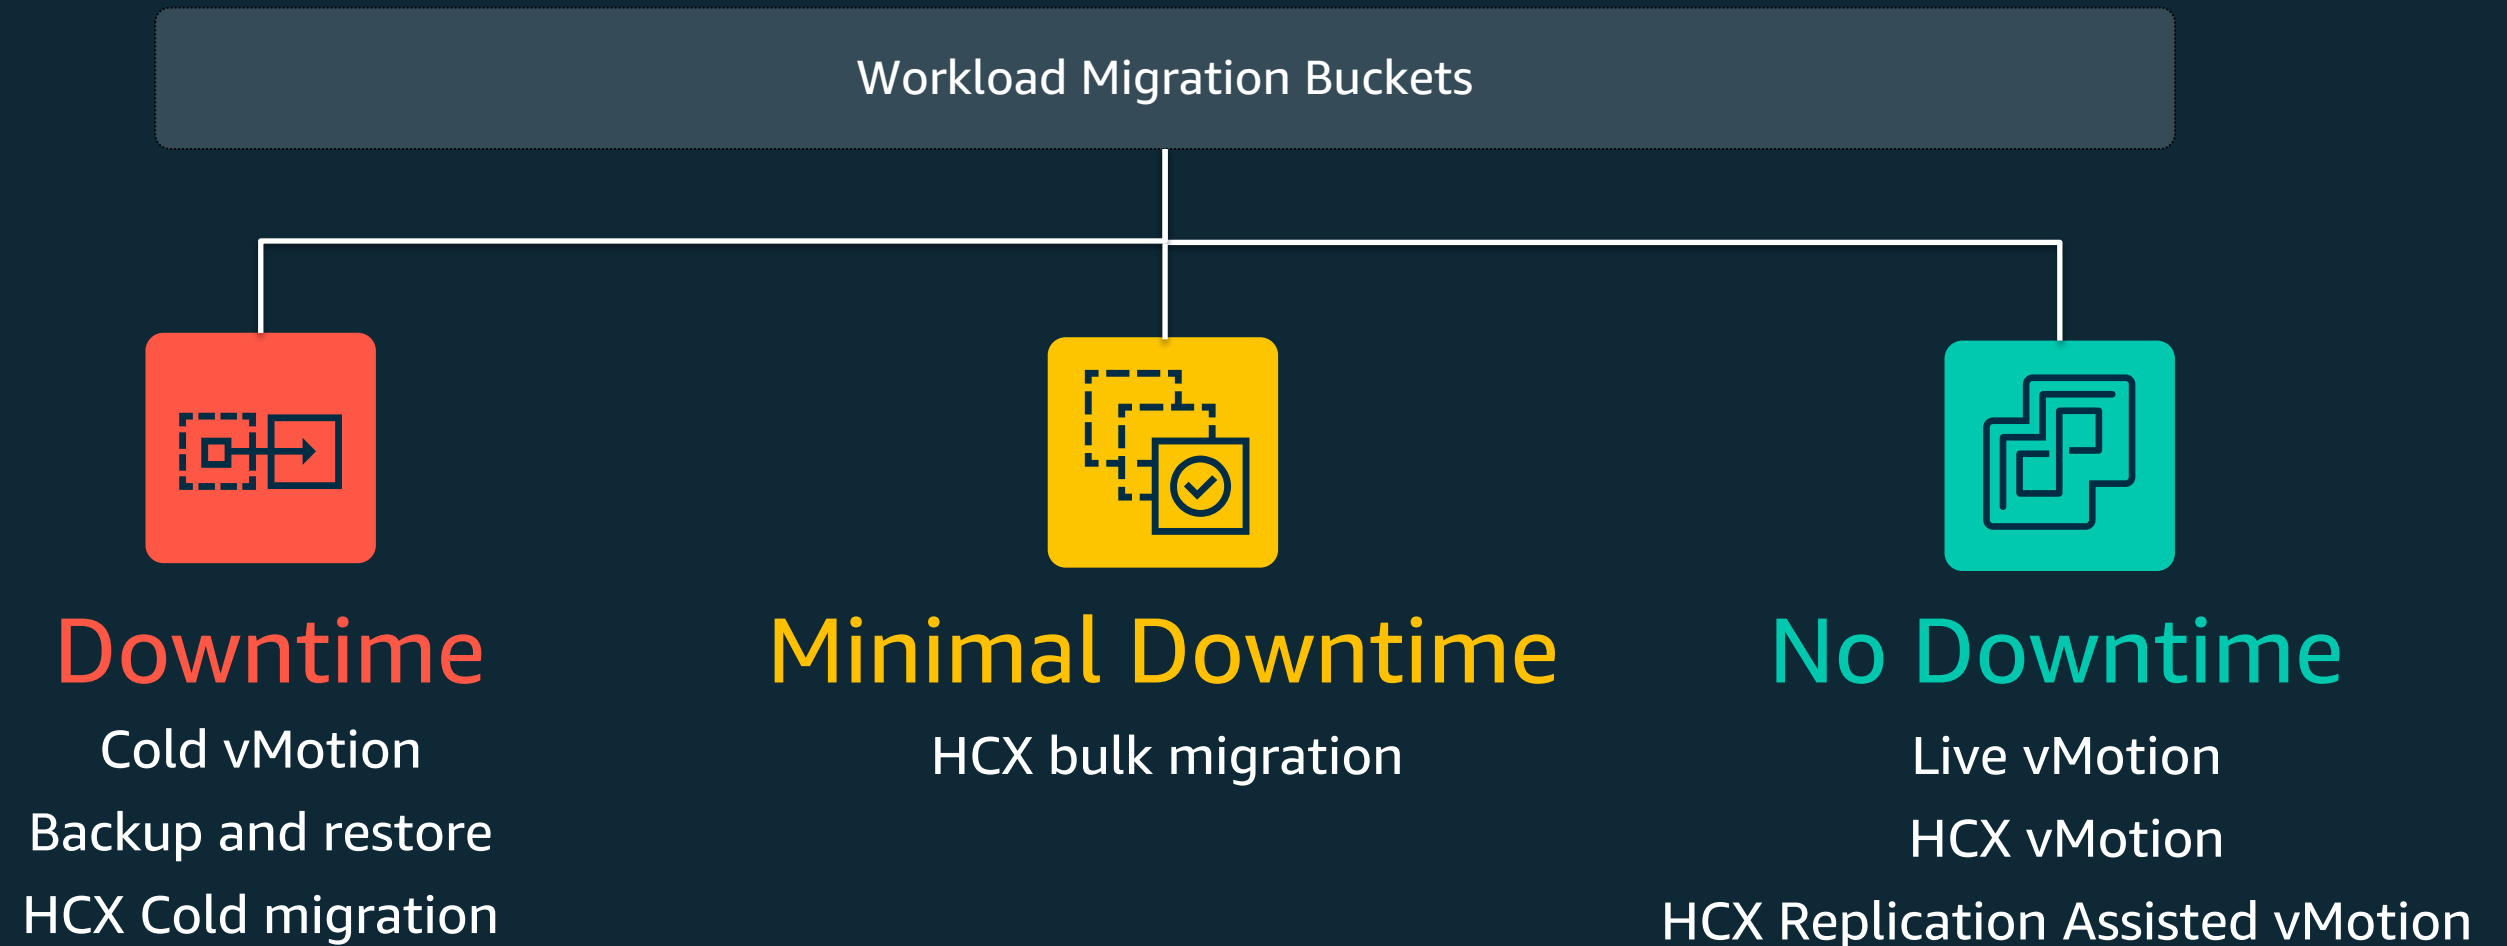 Workload Migration Buckets
Downtime
Cold vMotion
Backup and restore
HCX Cold migration
Minimal Downtime
HCX bulk migration
No Downtime
Live vMotion
HCX vMotion
HCX Replication Assisted vMotion